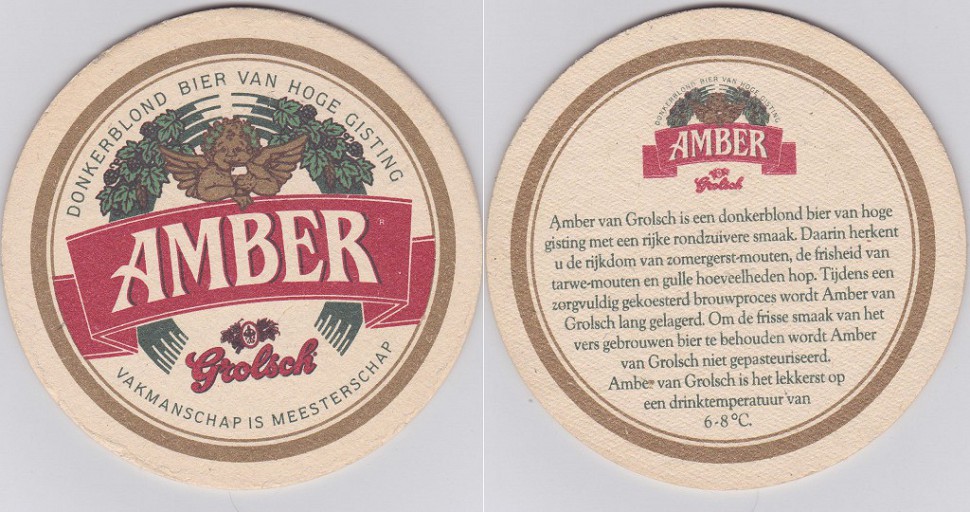 DONKERBLOND BIER VAN HOGE GISTING
AMBER
R
Grolsch
VAKMANSCHAP IS MEESTERSCHAP
DONKERBLOND BIER VAN HOGE GISTING
AMBER
Grolsch
Amber van Grolsch is een donkerblond bier van hoge
gisting met een rijke rondzuivere smaak. Daarin herkent
u de rijkdom van zomergerst-mouten, de frisheid van
tarwe-mouten en gulle hoeveelheden hop. Tijdens een
zorgvuldig gekoesterd brouwproces wordt Amber van
Grolsch lang gelagerd. Om de frisse smaak van het
vers gebrouwen bier te behouden wordt Amber
van Grolsch niet gepasteuriseerd.
Amber van Grolsch is het lekkerst op
een drinktemperatuur van
6-8°C.